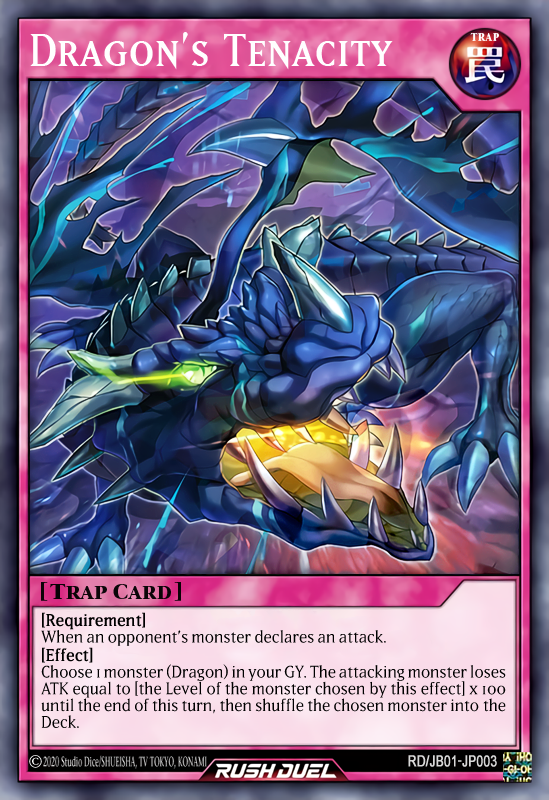 DRAGON'S TENACITY
TRAP
罠
[TRAP CARD]
[Requirement]
When an opponent's monster declares an attack.
[Effect]
Choose 1 monster (Dragon) in your GY. The attacking monster loses
ATK equal to [the Level of the monster chosen by this effect] x 100
until the end of this turn, then shuffle the chosen monster into the
Deck.
©2020 Studio Dice/SHUEISHA, TV TOKYO, KONAMI
RUSH DUEL
RD/JB01-JP003